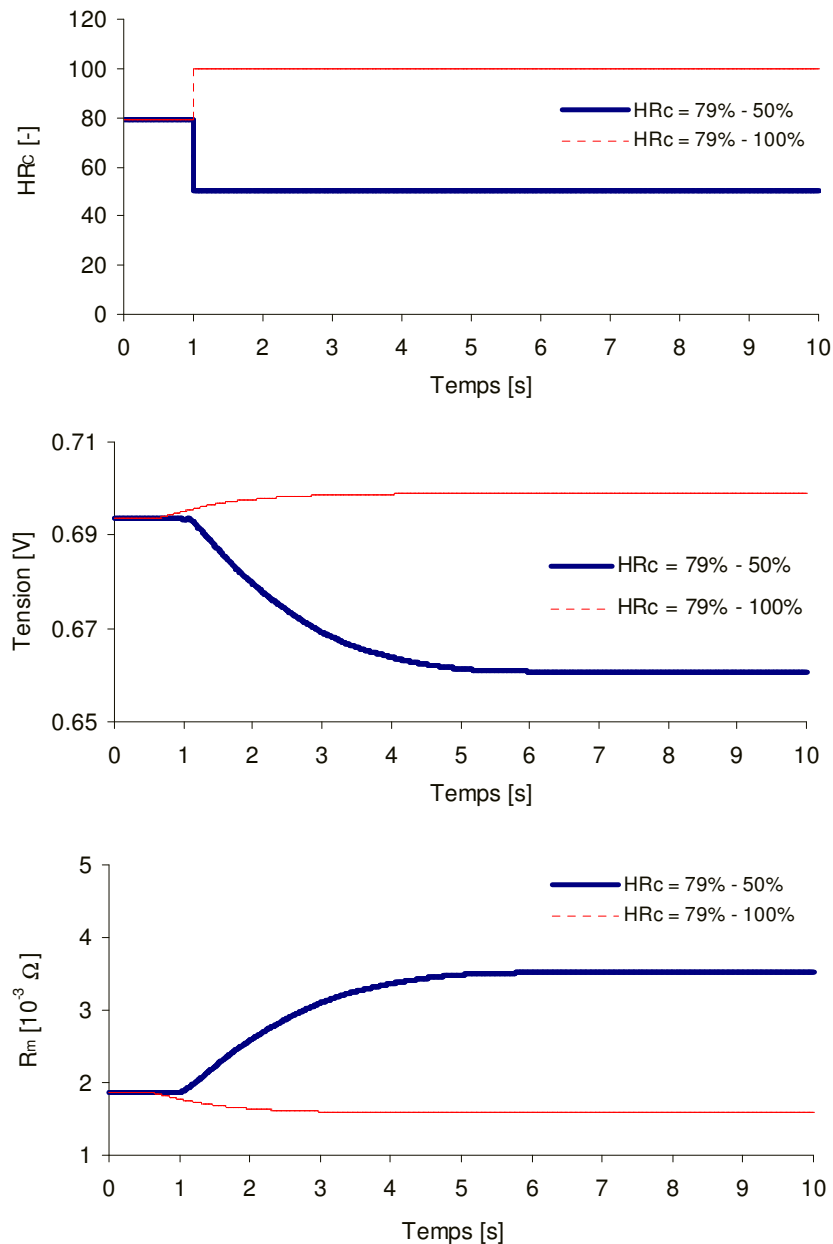 120
100
80
60
40
20
0
HRc [-]
HRc = 79% - 50%
HRc = 79% - 100%
0 1 2 3 4 5 6 7 8 9 10
Temps [s]
0.71
0.69
0.67
0.65
Tension [V]
HRc = 79% - 50%
HRc = 79% - 100%
0 1 2 3 4 5 6 7 8 9 10
Temps [s]
5
4
3
2
1
Rm [10⁻³ Ω]
HRc = 79% - 50%
HRc = 79% - 100%
0 1 2 3 4 5 6 7 8 9 10
Temps [s]